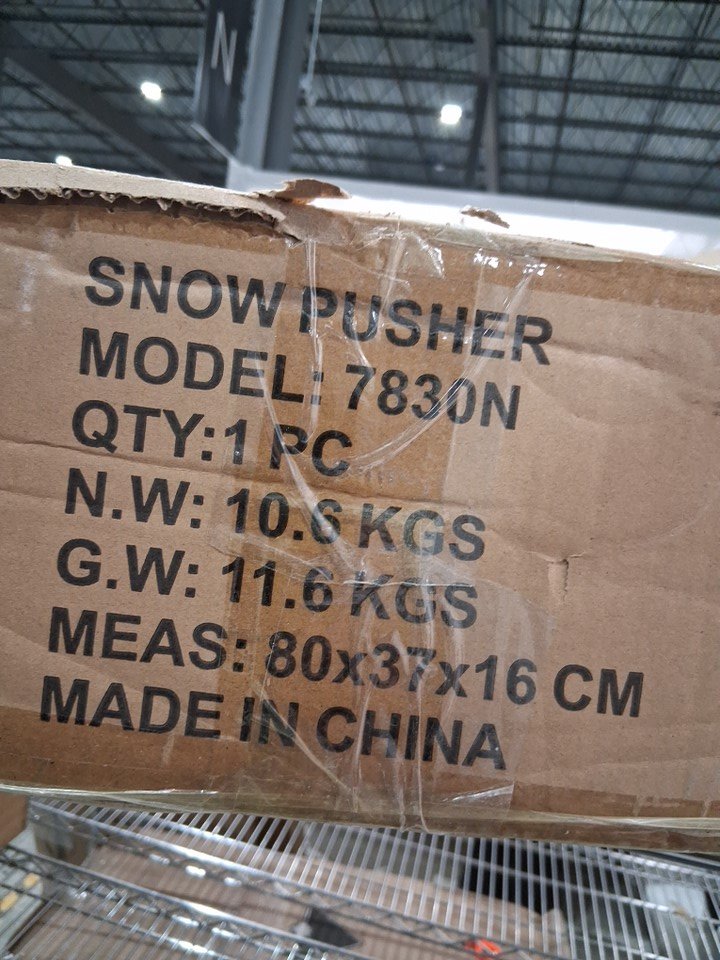 N
SNOW PUSHER
MODEL: 7830N
QTY:1 PC
N.W: 10.6 KGS
G.W: 11.6 KGS
MEAS: 80x37x16 CM
MADE IN CHINA